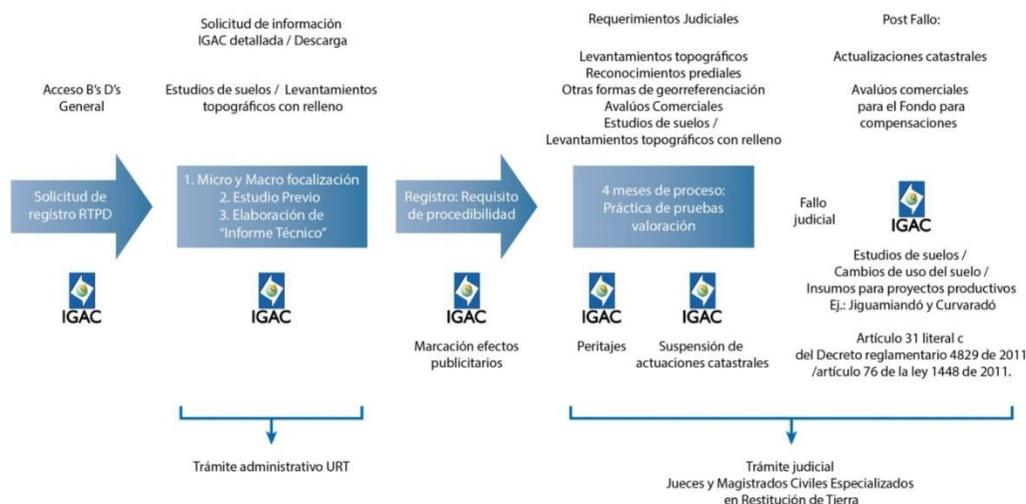 Acceso B's D's
General
Solicitud de
registro RTPD
IGAC
Solicitud de información
IGAC detallada / Descarga
Estudios de suelos / Levantamientos
topográficos con relleno
1. Micro y Macro focalización
2. Estudio Previo
3. Elaboración de
"Informe Técnico"
IGAC
Trámite administrativo URT
Registro: Requisito
de procedibilidad
Marcación efectos
publicitarios
Requerimientos Judiciales
Levantamientos topográficos
Reconocimientos prediales
Otras formas de georreferenciación
Avalúos Comerciales
Estudios de suelos /
Levantamientos topográficos con relleno
4 meses de proceso:
Práctica de pruebas
valoración
IGAC
Peritajes
IGAC
Suspensión de
actuaciones catastrales
Fallo
judicial
Post Fallo:
Actualizaciones catastrales
Avalúos comerciales
para el Fondo para
compensaciones
IGAC
Estudios de suelos /
Cambios de uso del suelo /
Insumos para proyectos productivos
Ej.: Jiguamiandó y Curvaradó
Artículo 31 literal c
del Decreto reglamentario 4829 de 2011
/artículo 76 de la ley 1448 de 2011.
Trámite judicial
Jueces y Magistrados Civiles Especializados
en Restitución de Tierra